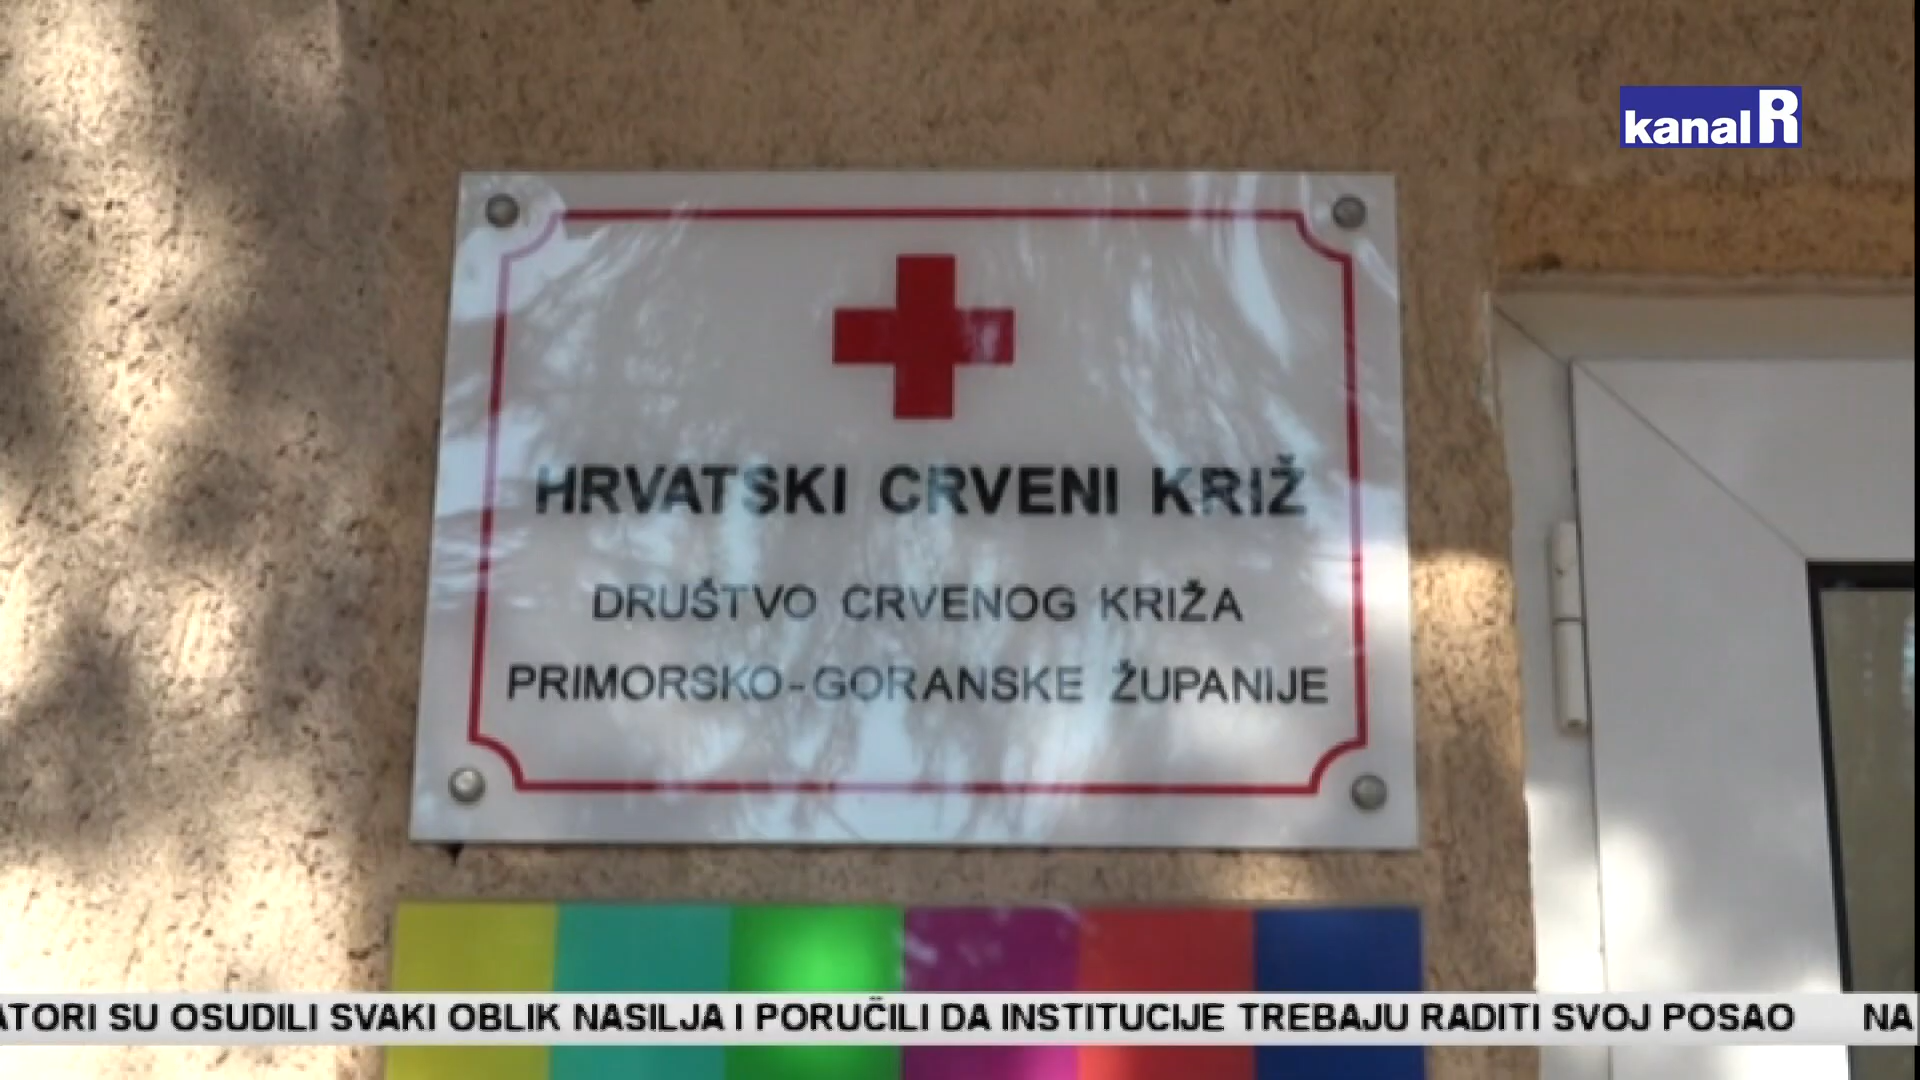 kanal R
HRVATSKI CRVENI KRIŽ
DRUŠTVO CRVENOG KRIŽA
PRIMORSKO-GORANSKE ŽUPANIJE
SU OSUDILI SVAKI OBLIK NASILJA I PORUČILI DA INSTITUCIJE TREBAJU RADITI SVOJ POSAO NA